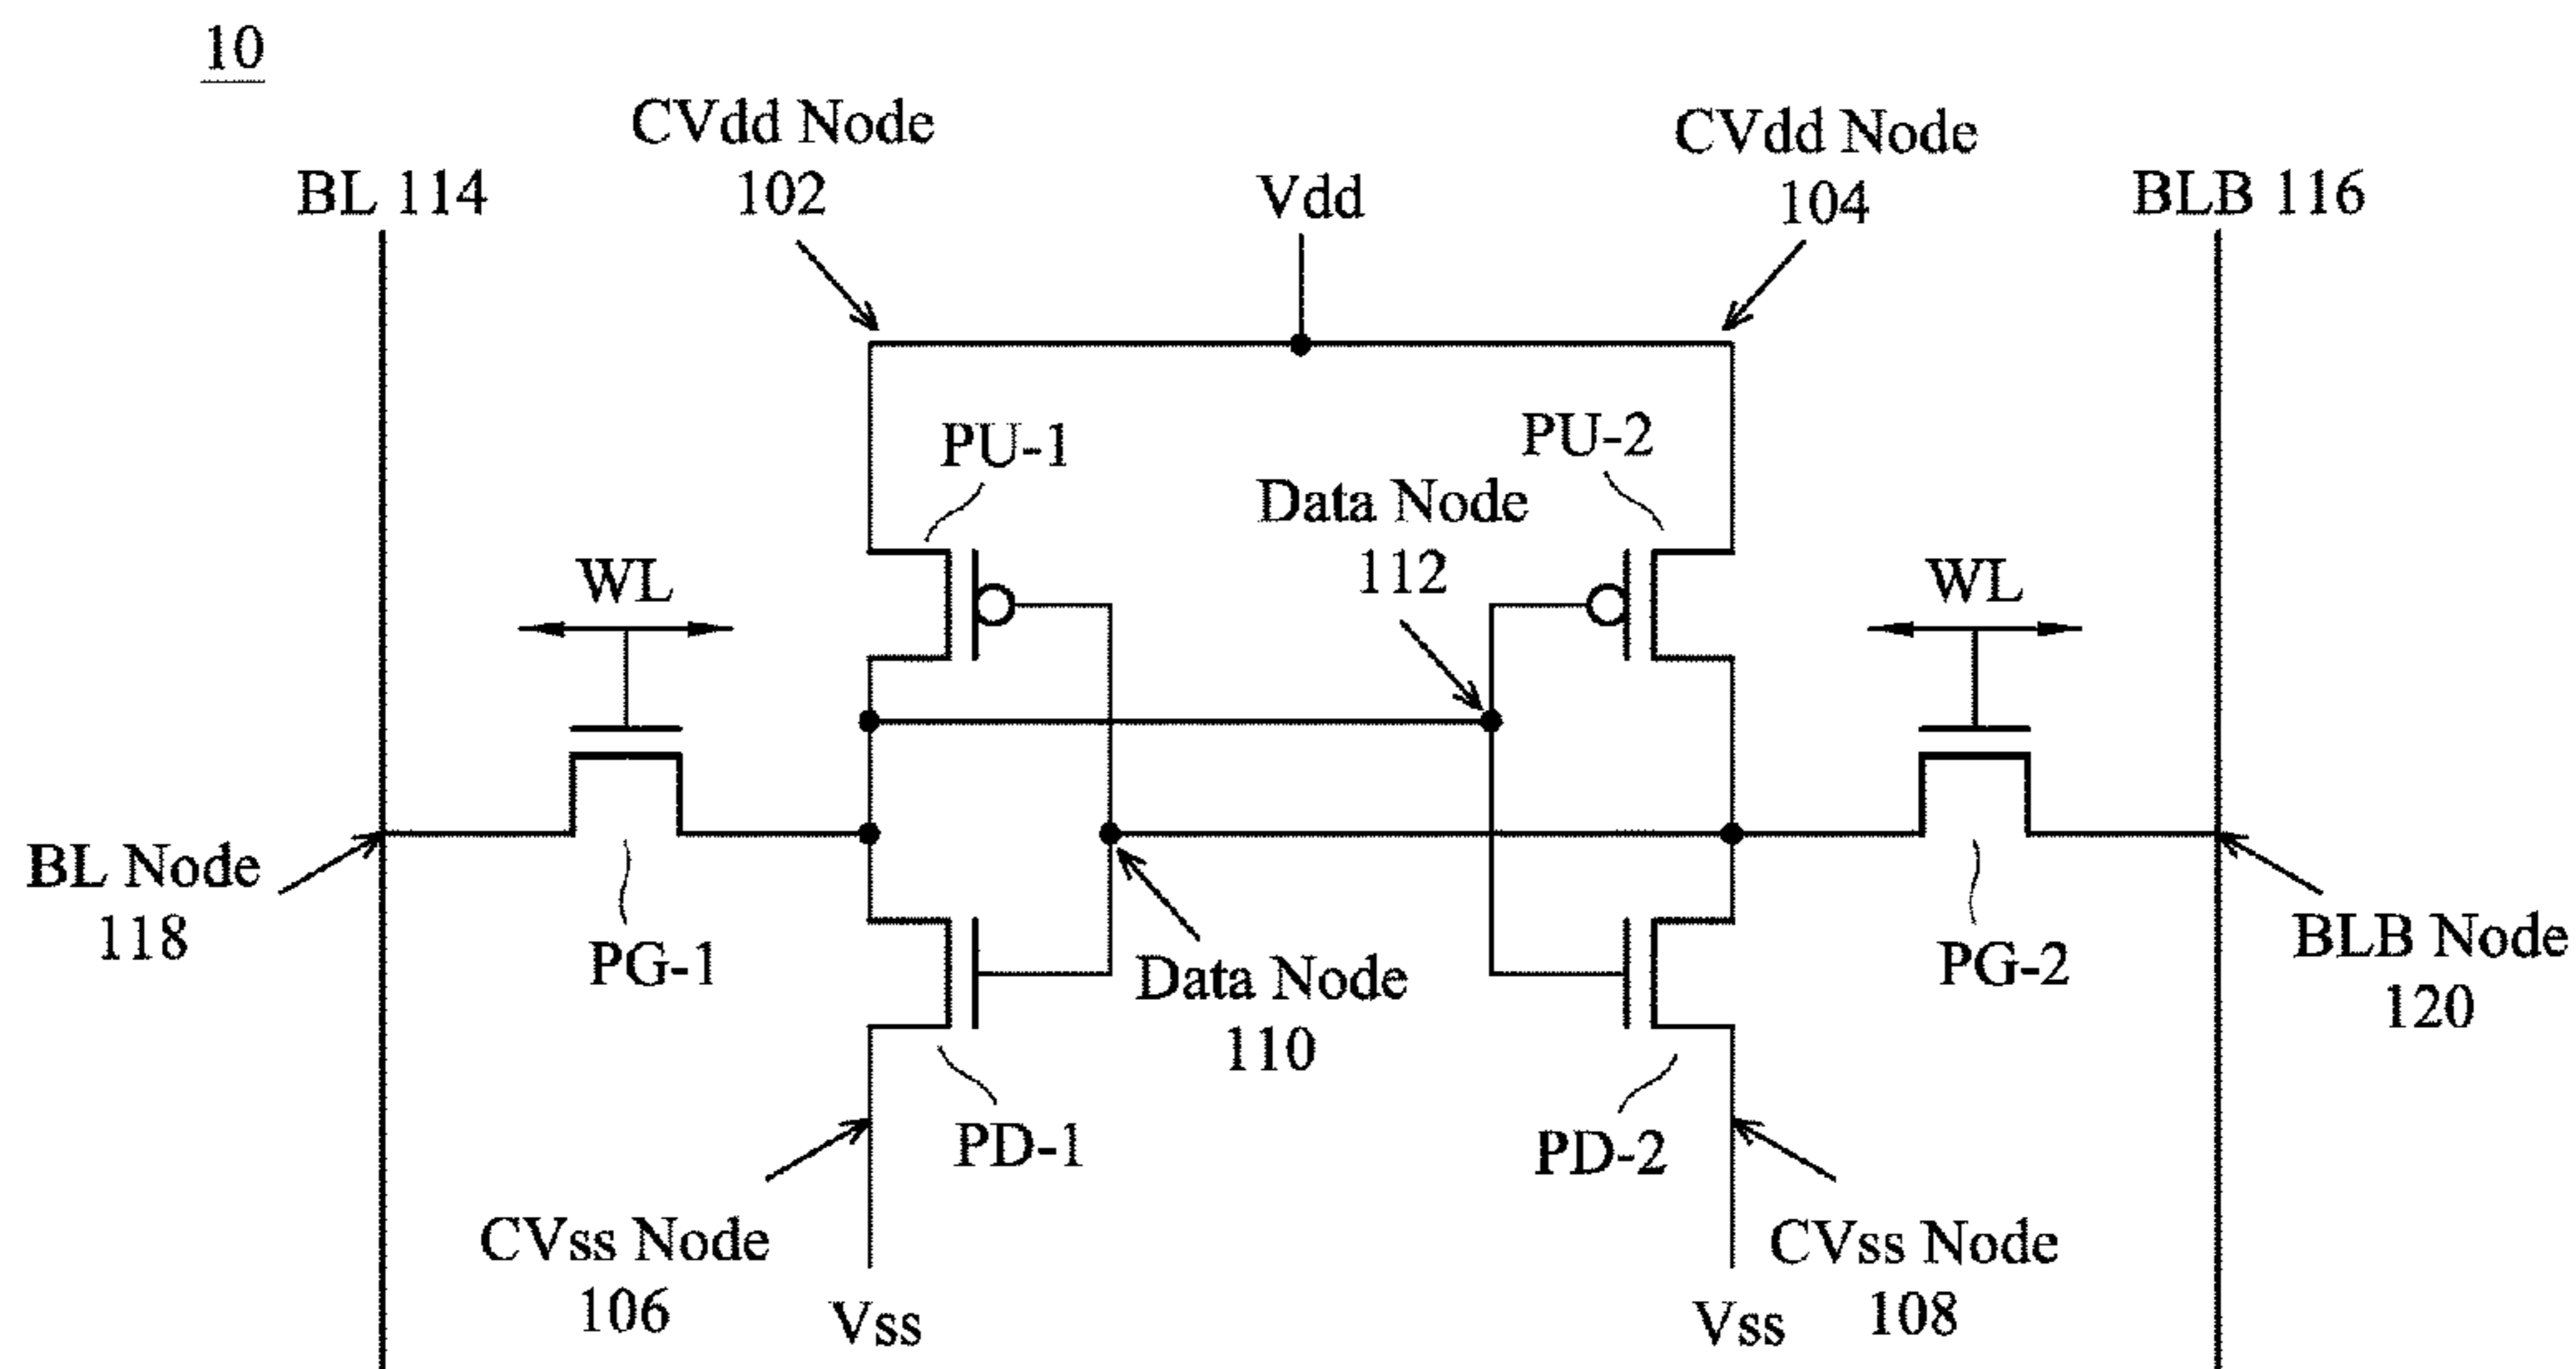 10
CVdd Node
102
CVdd Node
104
BL 114
Vdd
BLB 116
PU-1
PU-2
Data Node
112
WL
WL
BL Node
118
PG-1
Data Node
110
PG-2
BLB Node
120
PD-1
PD-2
CVss Node
106
Vss
Vss
CVss Node
108